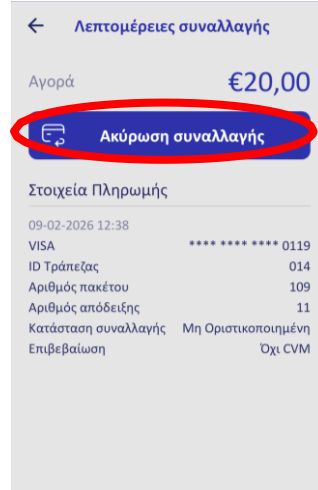 Λεπτομέρειες συναλλαγής
Αγορά €20,00
Ακύρωση συναλλαγής
Στοιχεία Πληρωμής
09-02-2026 12:38
VISA **** **** **** 0119
ID Τράπεζας 014
Αριθμός πακέτου 109
Αριθμός απόδειξης 11
Κατάσταση συναλλαγής Μη Οριστικοποιημένη
Επιβεβαίωση Όχι CVM